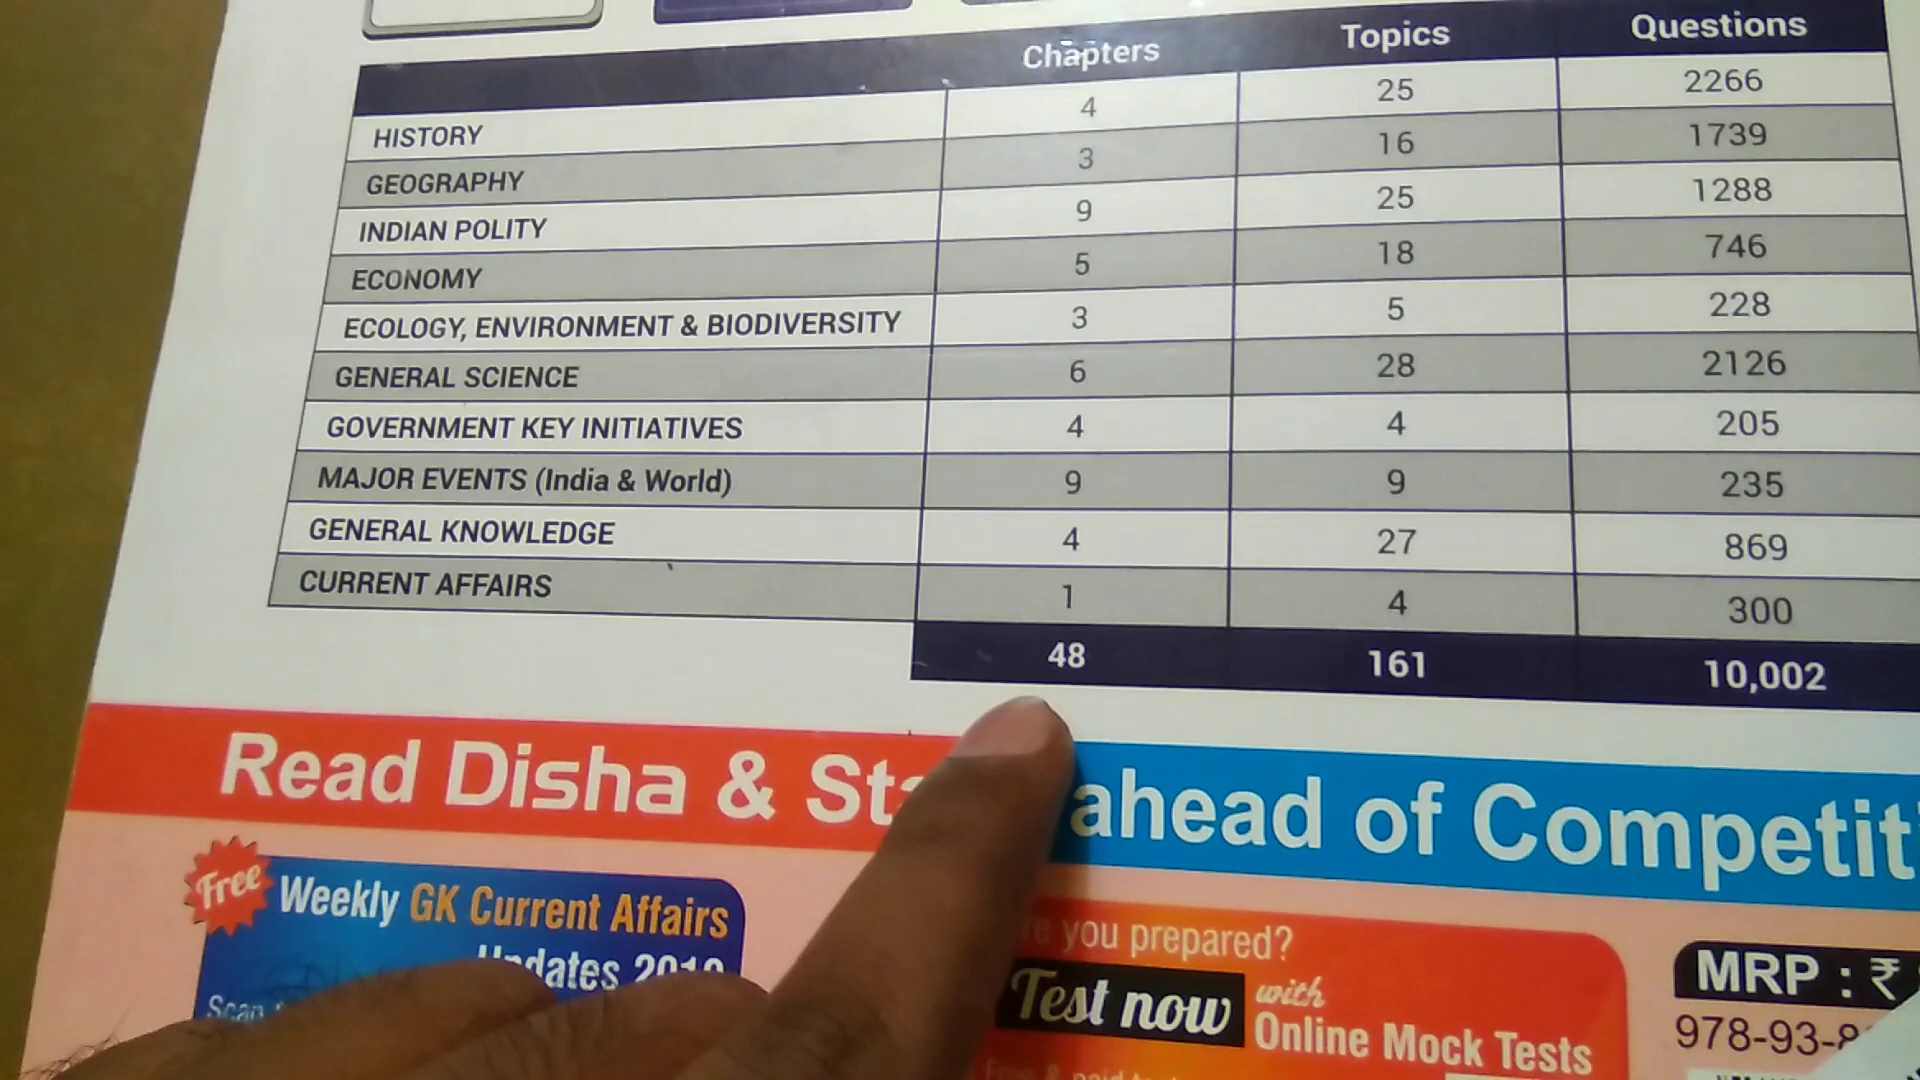 Chapters Topics Questions
HISTORY 4 25 2266
GEOGRAPHY 3 16 1739
INDIAN POLITY 9 25 1288
ECONOMY 5 18 746
ECOLOGY, ENVIRONMENT & BIODIVERSITY 3 5 228
GENERAL SCIENCE 6 28 2126
GOVERNMENT KEY INITIATIVES 4 4 205
MAJOR EVENTS (India & World) 9 9 235
GENERAL KNOWLEDGE 4 27 869
CURRENT AFFAIRS 1 4 300
48 161 10,002
Read Disha & ahead of
Free
Weekly GK Current Affairs
you prepared?
Test now with
Online Mock Tests
MRP : ₹
978-93-